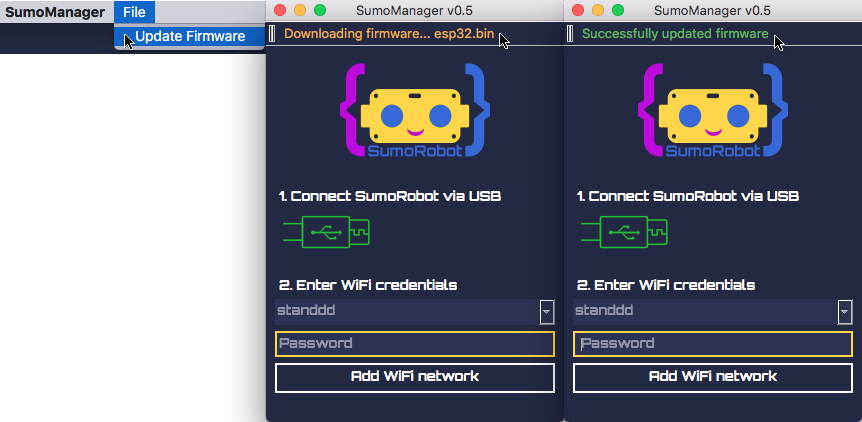 SumoManager File
Update Firmware
SumoManager v0.5
Downloading firmware... esp32.bin
SumoRobot
1. Connect SumoRobot via USB
2. Enter WiFi credentials
standdd
Password
Add WiFi network
SumoManager v0.5
Successfully updated firmware
SumoRobot
1. Connect SumoRobot via USB
2. Enter WiFi credentials
standdd
Password
Add WiFi network